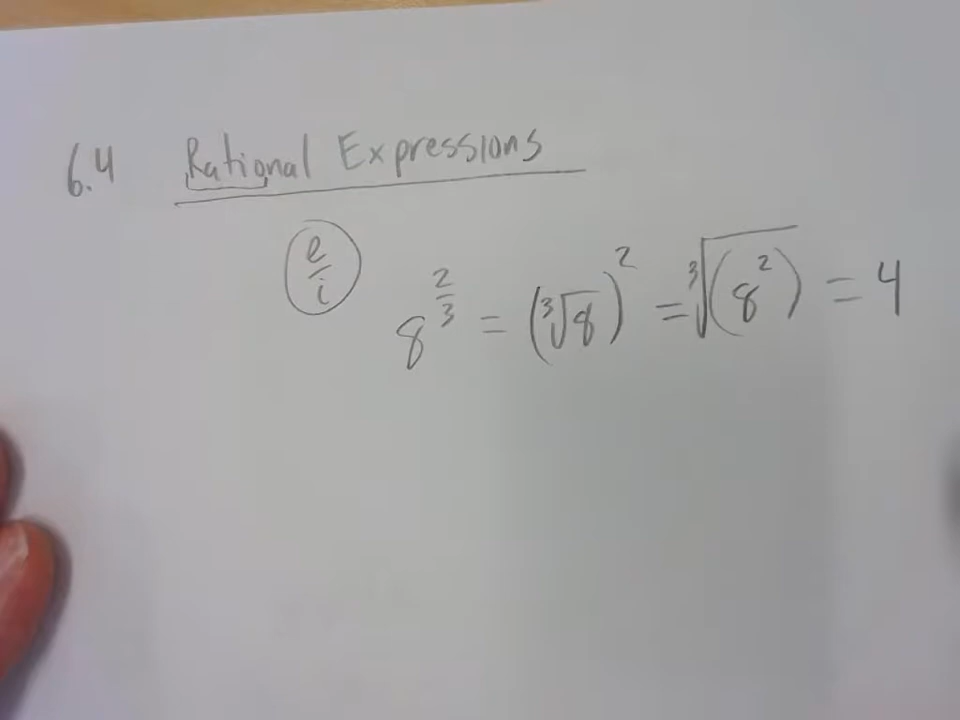 6.4 Rational Expressions
e/i
8^(2/3) = (∛8)² = ∛(8²) = 4